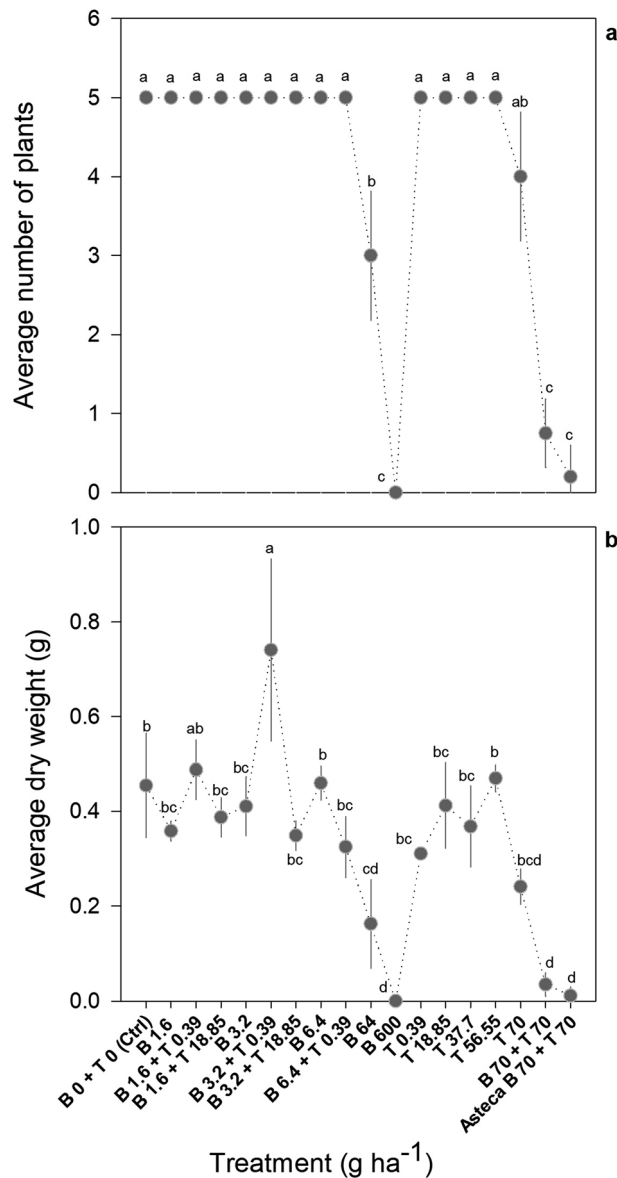 a
6
5
4
3
2
1
0
Average number of plants
a a a a a a a a a a a a a
ab
b
c
c
c
b
1.0
0.8
0.6
0.4
0.2
0.0
Average dry weight (g)
a
b
ab
bc
bc
bc
bc
b
bc
cd
d
bc
bc
bc
b
bcd
d
d
B 0 + T 0 (Ctrl)
B 1.6
B 1.6 + T 0.39
B 1.6 + T 18.85
B 3.2
B 3.2 + T 0.39
B 3.2 + T 18.85
B 6.4
B 6.4 + T 0.39
B 64
B 600
T 0.39
T 18.85
T 37.7
T 56.55
T 70
B 70 + T 70
Asteca B 70 + T 70
Treatment (g ha⁻¹)